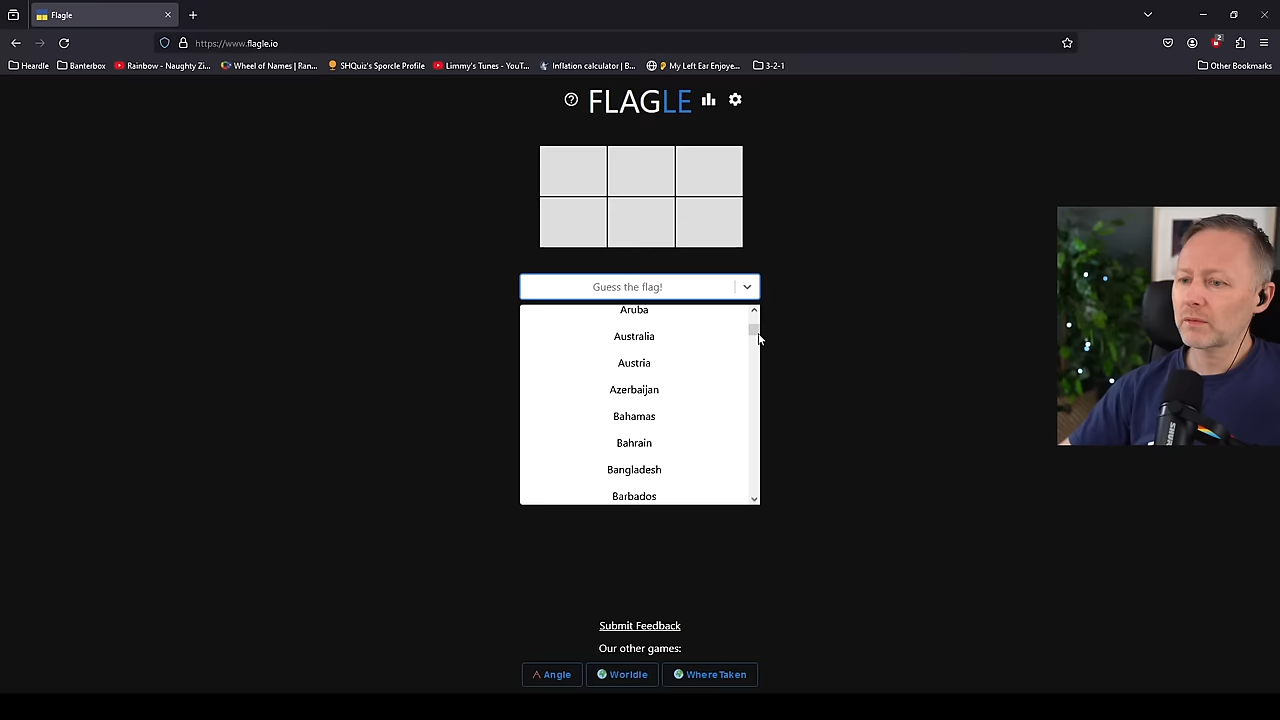 Flagle
https://www.flagle.io
2
Heardle
Banterbox
Rainbow - Naughty Zi...
Wheel of Names | Ran...
SHQuiz's Sporcle Profile
Limmy's Tunes - YouT...
Inflation calculator | B...
My Left Ear Enjoye...
3-2-1
Other Bookmarks
FLAGLE
Guess the flag!
Aruba
Australia
Austria
Azerbaijan
Bahamas
Bahrain
Bangladesh
Barbados
Submit Feedback
Our other games:
Angle
Worldle
WhereTaken